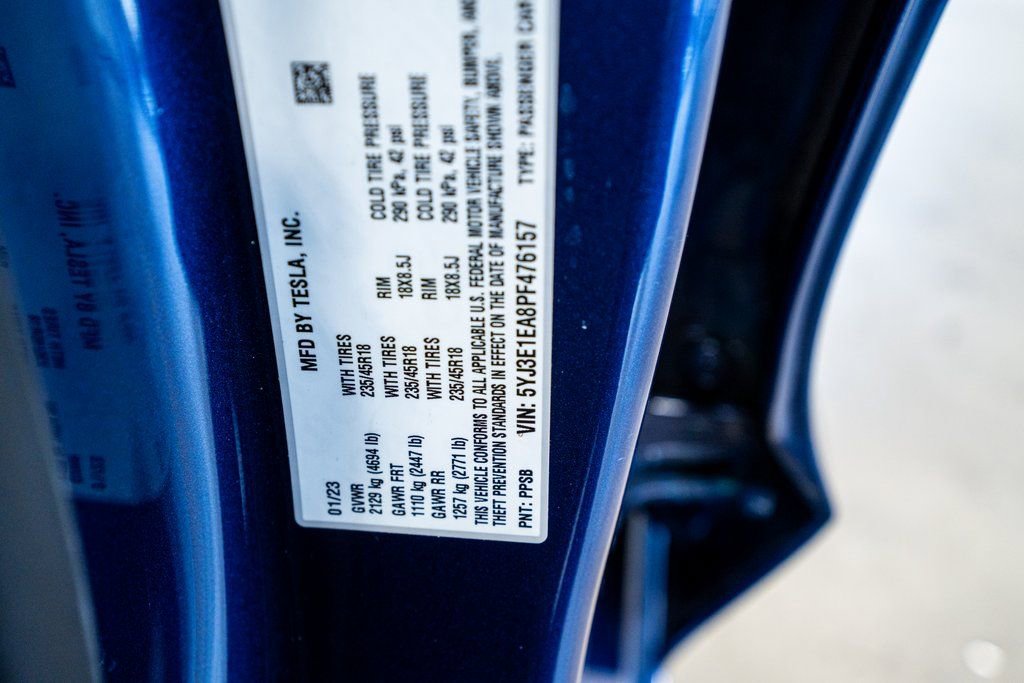 MFD BY TESLA, INC.
01/23
GVWR
2129 kg (4694 lb)
GAWR FRT WITH TIRES RIM COLD TIRE PRESSURE
1110 kg (2447 lb) 235/45R18 18X8.5J 290 kPa, 42 psi
GAWR RR WITH TIRES RIM COLD TIRE PRESSURE
1257 kg (2771 lb) 235/45R18 18X8.5J 290 kPa, 42 psi
THIS VEHICLE CONFORMS TO ALL APPLICABLE U.S. FEDERAL MOTOR VEHICLE SAFETY, BUMPER, AND
THEFT PREVENTION STANDARDS IN EFFECT ON THE DATE OF MANUFACTURE SHOWN ABOVE.
PNT: PPSB VIN: 5YJ3E1EA8PF476157 TYPE: PASSENGER CAR